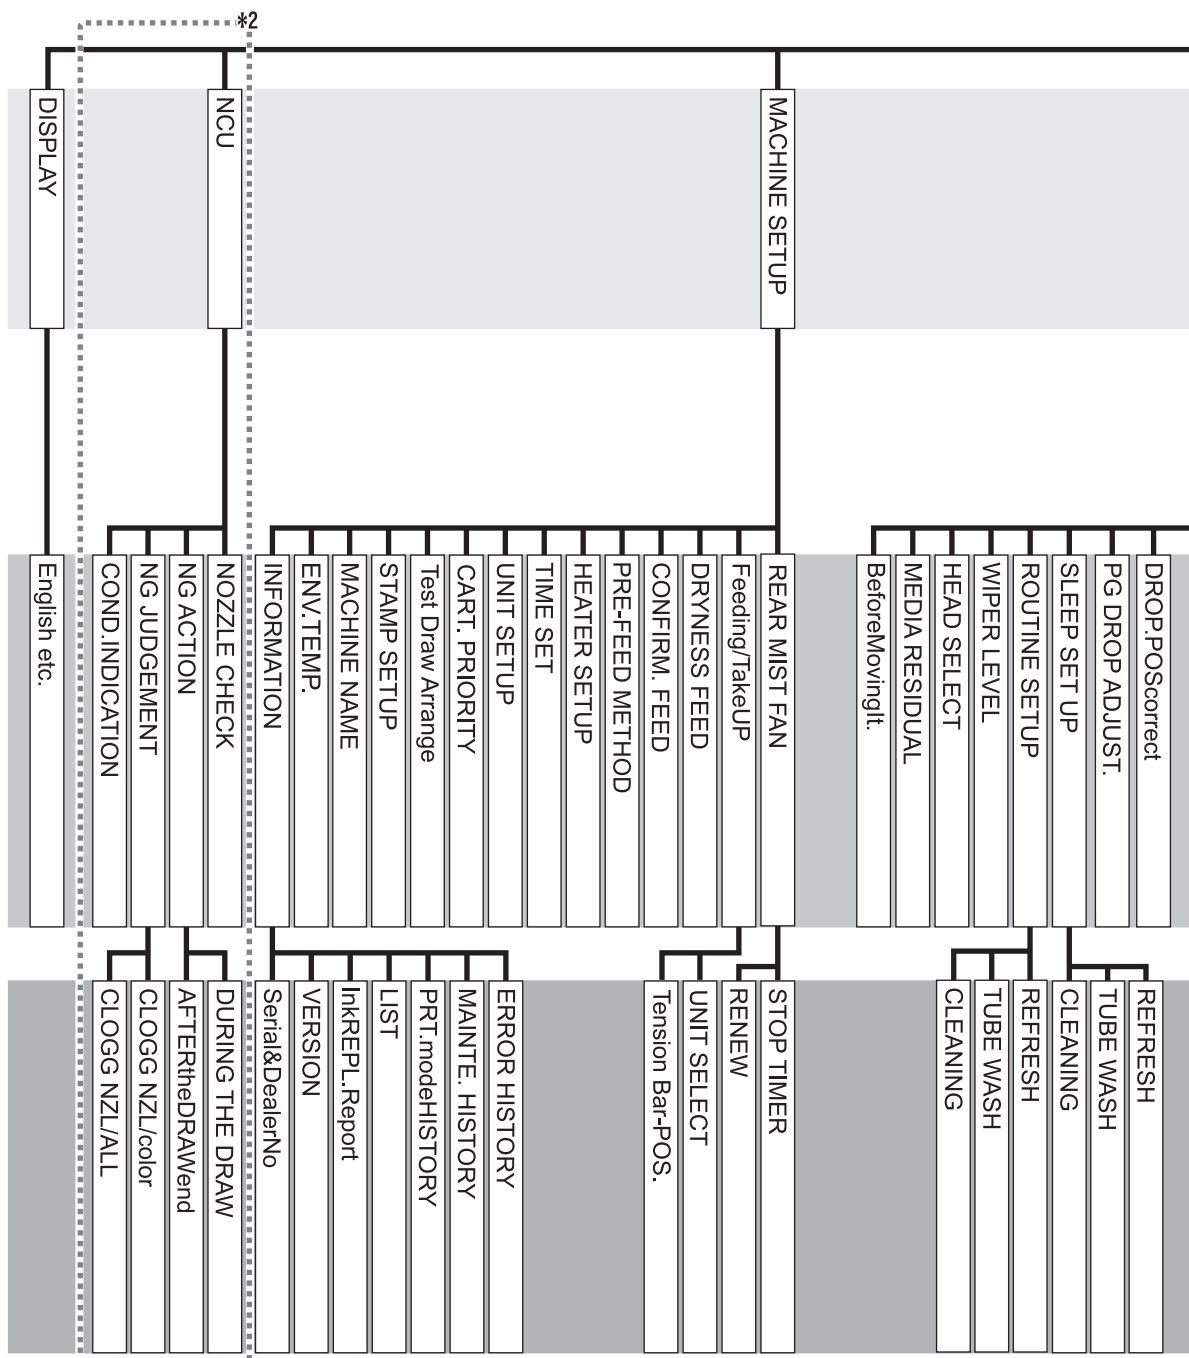 DROP.POScorrect
PG DROP ADJUST.
SLEEP SET UP
REFRESH
TUBE WASH
CLEANING
ROUTINE SETUP
REFRESH
TUBE WASH
CLEANING
WIPER LEVEL
HEAD SELECT
MEDIA RESIDUAL
BeforeMovingIt.
MACHINE SETUP
REAR MIST FAN
STOP TIMER
RENEW
Feeding/TakeUP
UNIT SELECT
Tension Bar-POS.
DRYNESS FEED
CONFIRM. FEED
PRE-FEED METHOD
HEATER SETUP
TIME SET
UNIT SETUP
CART. PRIORITY
Test Draw Arrange
STAMP SETUP
MACHINE NAME
ENV.TEMP.
INFORMATION
ERROR HISTORY
MAINTE. HISTORY
PRT.modeHISTORY
LIST
InkREPL.Report
VERSION
Serial&DealerNo
*2
NCU
NOZZLE CHECK
NG ACTION
DURING THE DRAW
AFTERtheDRAWend
NG JUDGEMENT
CLOGG NZL/color
CLOGG NZL/ALL
COND.INDICATION
DISPLAY
English etc.